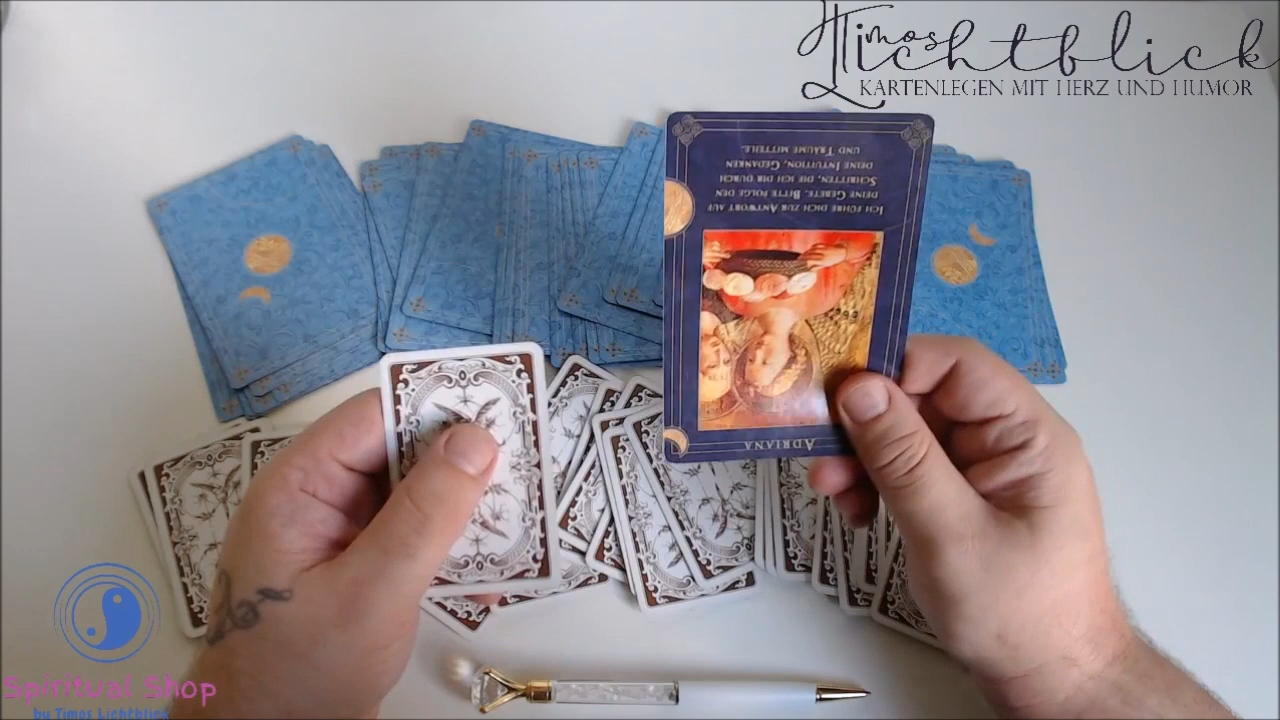 Timos
Lichtblick
KARTENLEGEN MIT HERZ UND HUMOR
ICH FÜHRE DICH ZUR ANTWORT AUF
DEINE GEBETE. BITTE FOLGE DEN
SCHRITTEN, DIE ICH DIR DURCH
DEINE INTUITION, GEDANKEN
UND TRÄUME MITTEILE.
ADRIANA
Spiritual Shop
by Timos Lichtblick